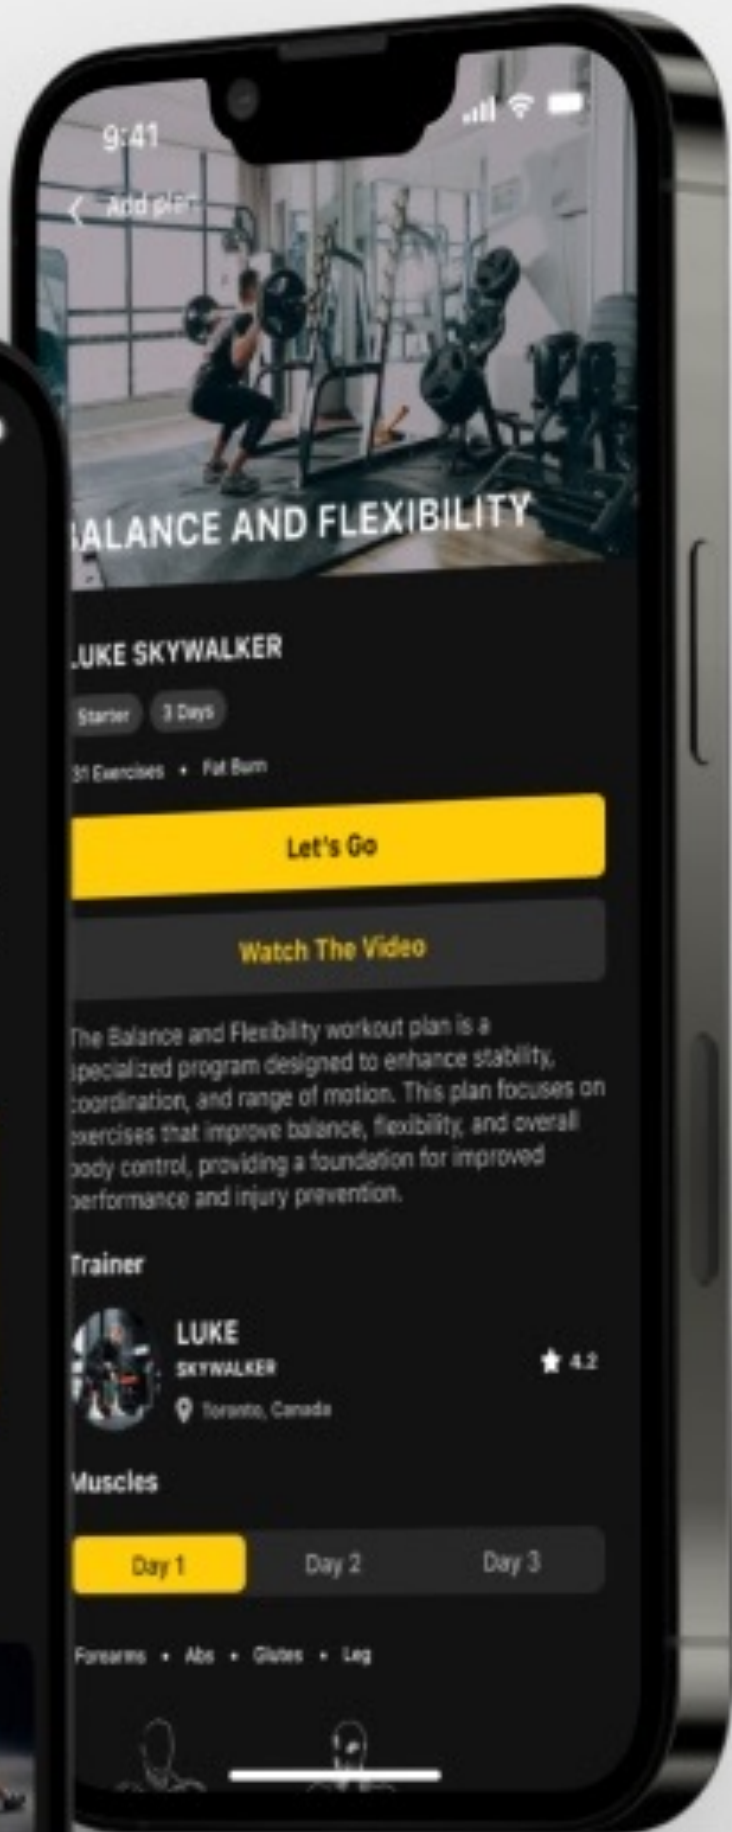 9:41
Add plan
BALANCE AND FLEXIBILITY
LUKE SKYWALKER
Starter 3 Days
31 Exercises • Fat Burn
Let's Go
Watch The Video
The Balance and Flexibility workout plan is a
specialized program designed to enhance stability,
coordination, and range of motion. This plan focuses on
exercises that improve balance, flexibility, and overall
body control, providing a foundation for improved
performance and injury prevention.
Trainer
LUKE
SKYWALKER
4.2
Toronto, Canada
Muscles
Day 1 Day 2 Day 3
Forearms • Abs • Glutes • Leg